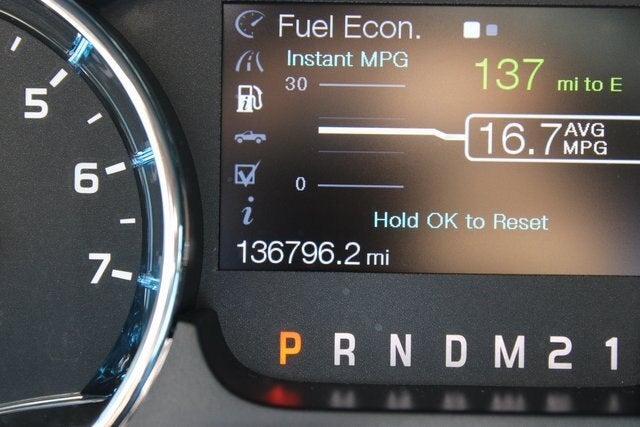 Fuel Econ.
Instant MPG
30
137 mi to E
16.7 AVG MPG
0
Hold OK to Reset
136796.2 mi
5
6
7
P R N D M 2 1